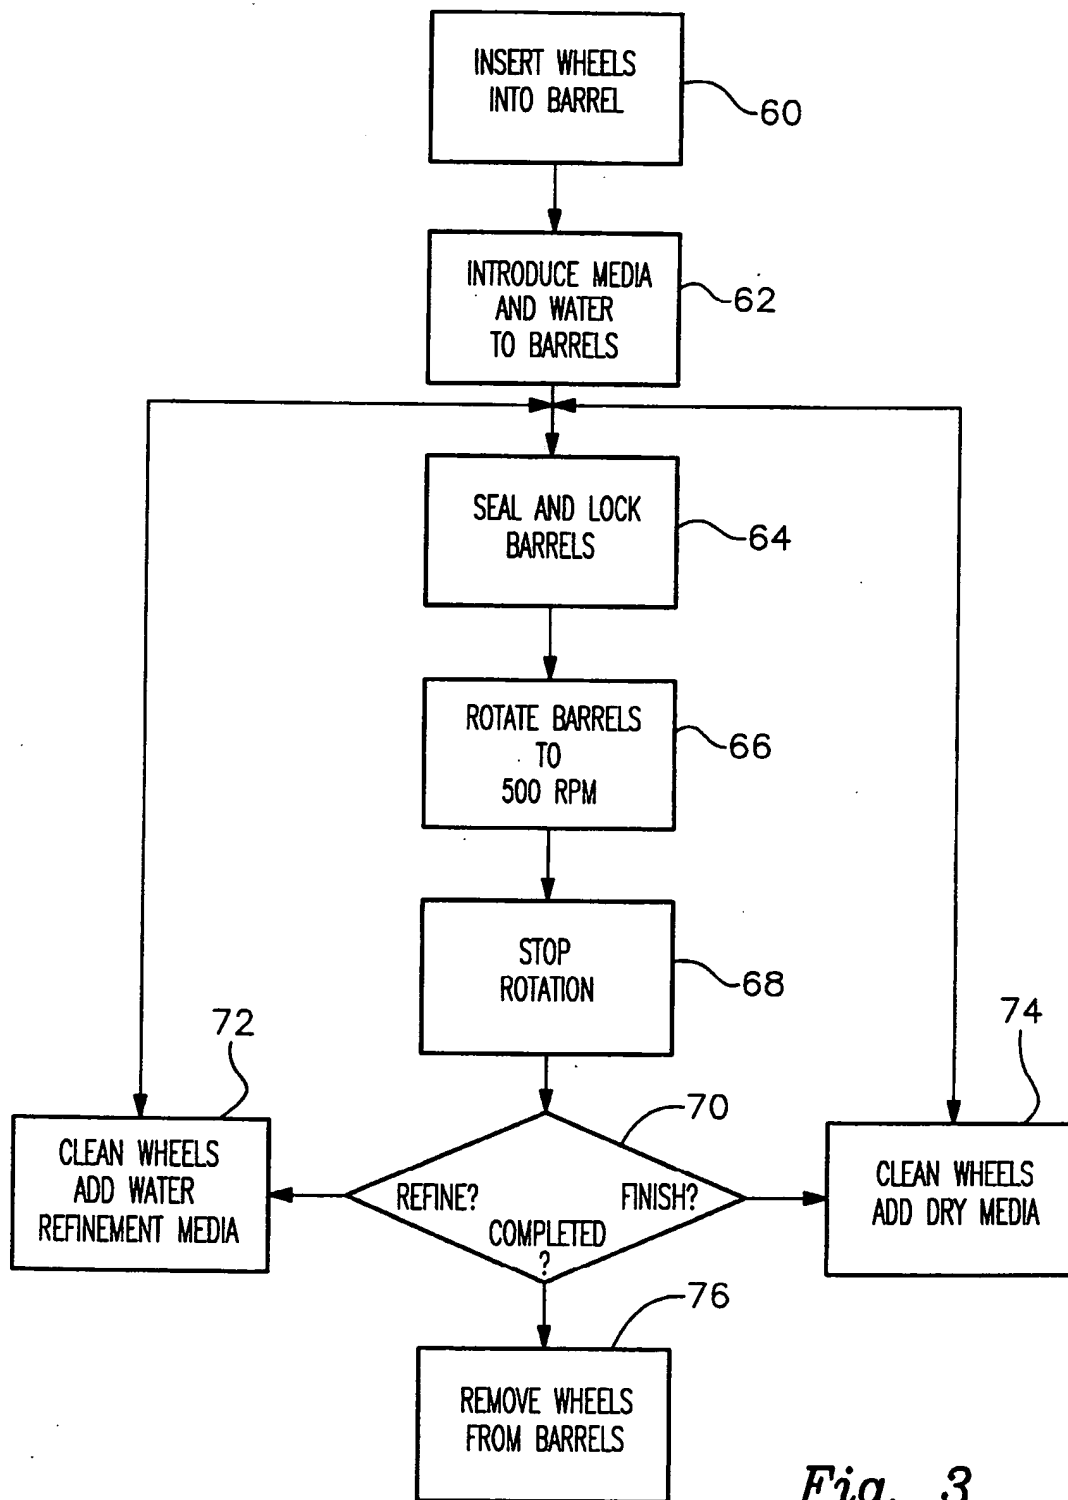 INSERT WHEELS
INTO BARREL
60
INTRODUCE MEDIA
AND WATER
TO BARRELS
62
SEAL AND LOCK
BARRELS
64
ROTATE BARRELS
TO
500 RPM
66
STOP
ROTATION
68
72
CLEAN WHEELS
ADD WATER
REFINEMENT MEDIA
70
REFINE?
FINISH?
COMPLETED
?
74
CLEAN WHEELS
ADD DRY MEDIA
76
REMOVE WHEELS
FROM BARRELS
Fig. 3